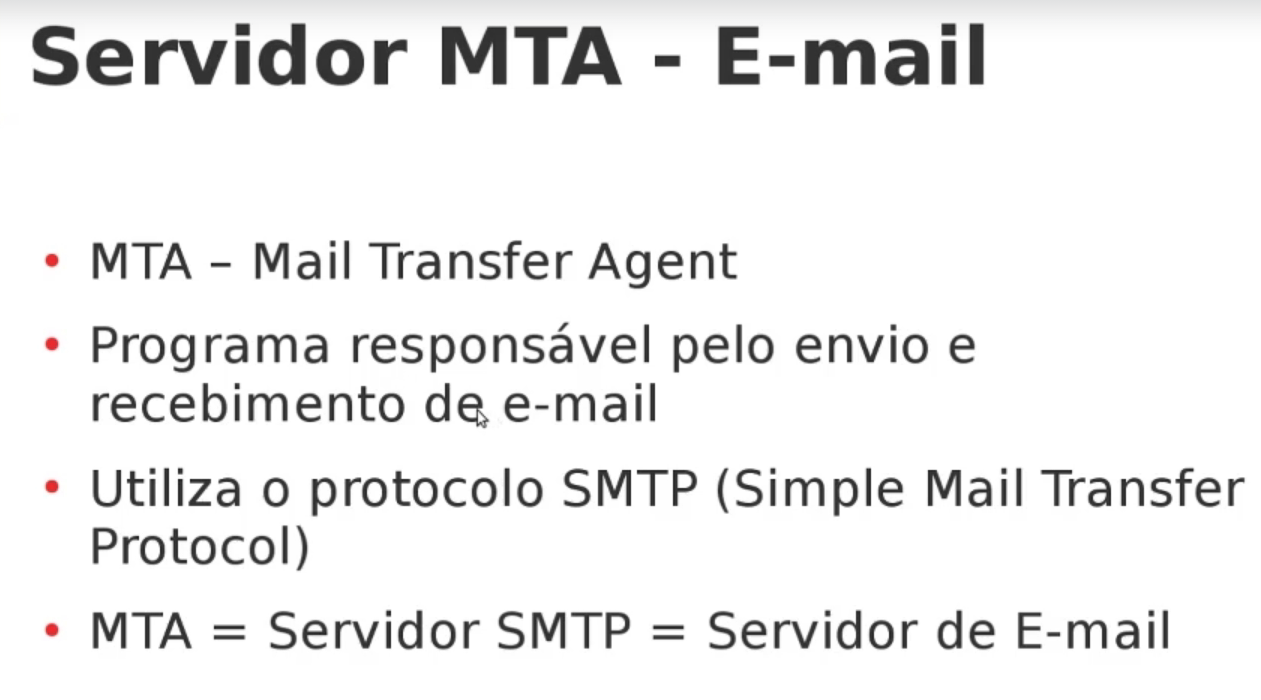 Servidor MTA - E-mail
• MTA – Mail Transfer Agent
• Programa responsável pelo envio e
recebimento de e-mail
• Utiliza o protocolo SMTP (Simple Mail Transfer
Protocol)
• MTA = Servidor SMTP = Servidor de E-mail